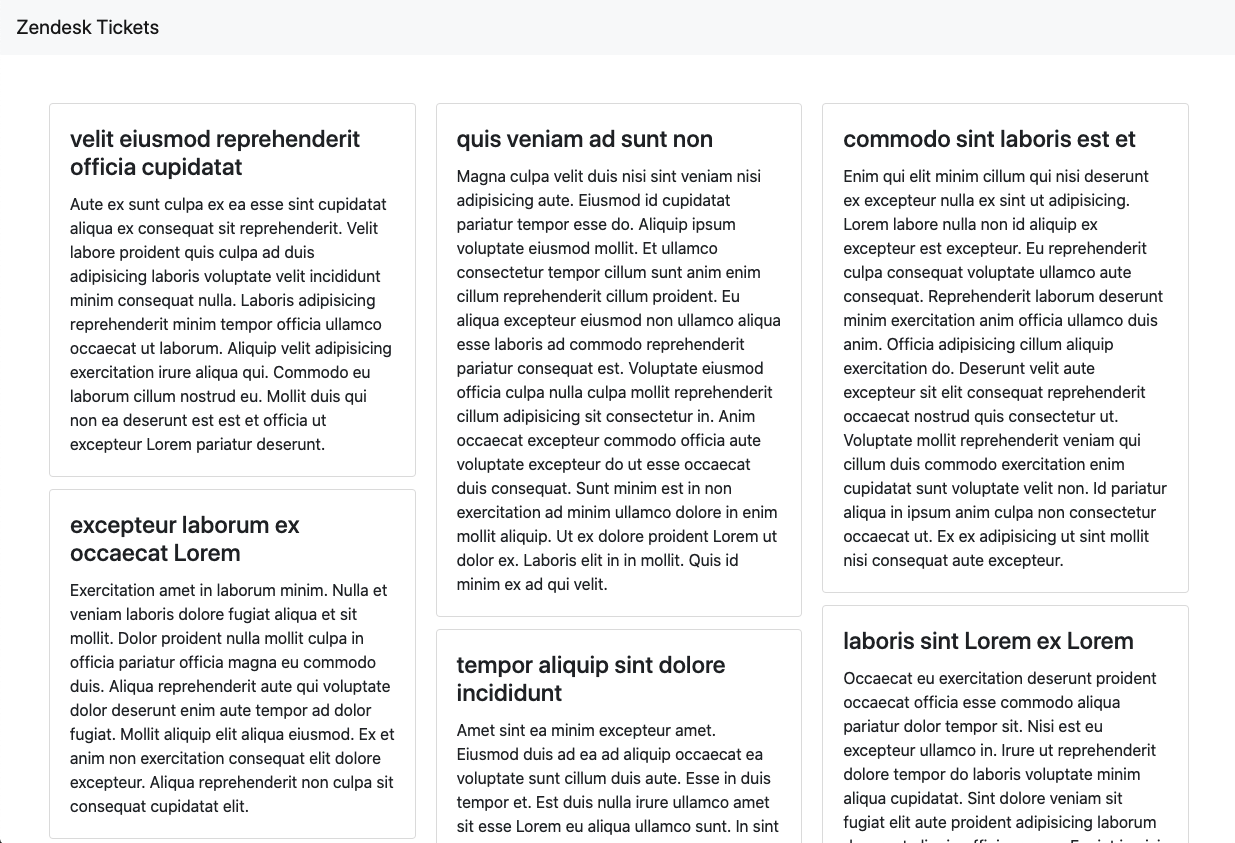 Zendesk Tickets
velit eiusmod reprehenderit
officia cupidatat
Aute ex sunt culpa ex ea esse sint cupidatat
aliqua ex consequat sit reprehenderit. Velit
labore proident quis culpa ad duis
adipisicing laboris voluptate velit incididunt
minim consequat nulla. Laboris adipisicing
reprehenderit minim tempor officia ullamco
occaecat ut laborum. Aliquip velit adipisicing
exercitation irure aliqua qui. Commodo eu
laborum cillum nostrud eu. Mollit duis qui
non ea deserunt est est et officia ut
excepteur Lorem pariatur deserunt.
excepteur laborum ex
occaecat Lorem
Exercitation amet in laborum minim. Nulla et
veniam laboris dolore fugiat aliqua et sit
mollit. Dolor proident nulla mollit culpa in
officia pariatur officia magna eu commodo
duis. Aliqua reprehenderit aute qui voluptate
dolor deserunt enim aute tempor ad dolor
fugiat. Mollit aliquip elit aliqua eiusmod. Ex et
anim non exercitation consequat elit dolore
excepteur. Aliqua reprehenderit non culpa sit
consequat cupidatat elit.
quis veniam ad sunt non
Magna culpa velit duis nisi sint veniam nisi
adipisicing aute. Eiusmod id cupidatat
pariatur tempor esse do. Aliquip ipsum
voluptate eiusmod mollit. Et ullamco
consectetur tempor cillum sunt anim enim
cillum reprehenderit cillum proident. Eu
aliqua excepteur eiusmod non ullamco aliqua
esse laboris ad commodo reprehenderit
pariatur consequat est. Voluptate eiusmod
officia culpa nulla culpa mollit reprehenderit
cillum adipisicing sit consectetur in. Anim
occaecat excepteur commodo officia aute
voluptate excepteur do ut esse occaecat
duis consequat. Sunt minim est in non
exercitation ad minim ullamco dolore in enim
mollit aliquip. Ut ex dolore proident Lorem ut
dolor ex. Laboris elit in in mollit. Quis id
minim ex ad qui velit.
tempor aliquip sint dolore
incididunt
Amet sint ea minim excepteur amet.
Eiusmod duis ad ea ad aliquip occaecat ea
voluptate sunt cillum duis aute. Esse in duis
tempor et. Est duis nulla irure ullamco amet
sit esse Lorem eu aliqua ullamco sunt. In sint
commodo sint laboris est et
Enim qui elit minim cillum qui nisi deserunt
ex excepteur nulla ex sint ut adipisicing.
Lorem labore nulla non id aliquip ex
excepteur est excepteur. Eu reprehenderit
culpa consequat voluptate ullamco aute
consequat. Reprehenderit laborum deserunt
minim exercitation anim officia ullamco duis
anim. Officia adipisicing cillum aliquip
exercitation do. Deserunt velit aute
excepteur sit elit consequat reprehenderit
occaecat nostrud quis consectetur ut.
Voluptate mollit reprehenderit veniam qui
cillum duis commodo exercitation enim
cupidatat sunt voluptate velit non. Id pariatur
aliqua in ipsum anim culpa non consectetur
occaecat ut. Ex ex adipisicing ut sint mollit
nisi consequat aute excepteur.
laboris sint Lorem ex Lorem
Occaecat eu exercitation deserunt proident
occaecat officia esse commodo aliqua
pariatur dolor tempor sit. Nisi est eu
excepteur ullamco in. Irure ut reprehenderit
dolore tempor do laboris voluptate minim
aliqua cupidatat. Sint dolore veniam sit
fugiat elit aute proident adipisicing laborum